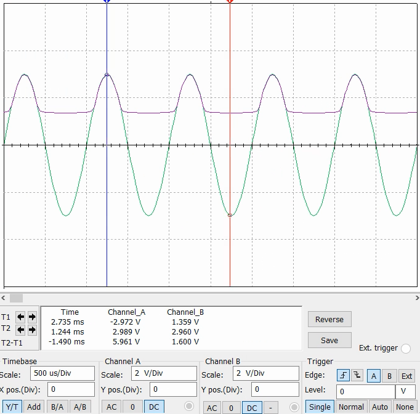 1
2
Time Channel_A Channel_B
T1 2.735 ms -2.972 V 1.359 V
T2 1.244 ms 2.989 V 2.960 V
T2-T1 -1.490 ms 5.961 V 1.600 V
Reverse
Save
Ext. trigger
Timebase Channel A Channel B Trigger
Scale: 500 us/Div Scale: 2 V/Div Scale: 2 V/Div Edge: A B Ext
X pos.(Div): 0 Y pos.(Div): 0 Y pos.(Div): 0 Level: 0 V
Y/T Add B/A A/B AC 0 DC AC 0 DC - Single Normal Auto None